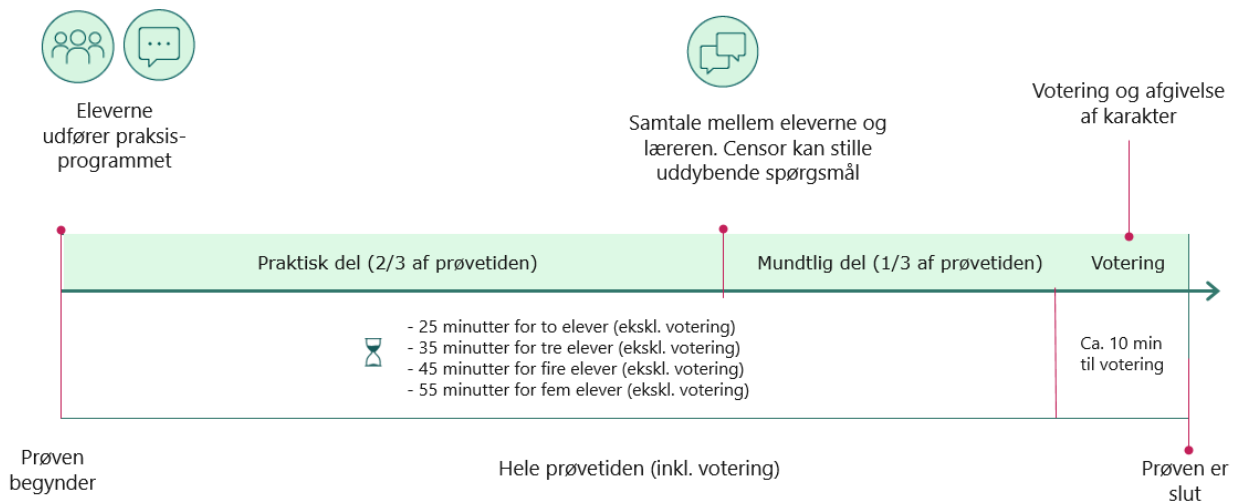 Eleverne
udfører praksis-
programmet
Samtale mellem eleverne og
læreren. Censor kan stille
uddybende spørgsmål
Votering og afgivelse
af karakter
Praktisk del (2/3 af prøvetiden)
Mundtlig del (1/3 af prøvetiden)
Votering
- 25 minutter for to elever (ekskl. votering)
- 35 minutter for tre elever (ekskl. votering)
- 45 minutter for fire elever (ekskl. votering)
- 55 minutter for fem elever (ekskl. votering)
Ca. 10 min
til votering
Prøven
begynder
Hele prøvetiden (inkl. votering)
Prøven er
slut